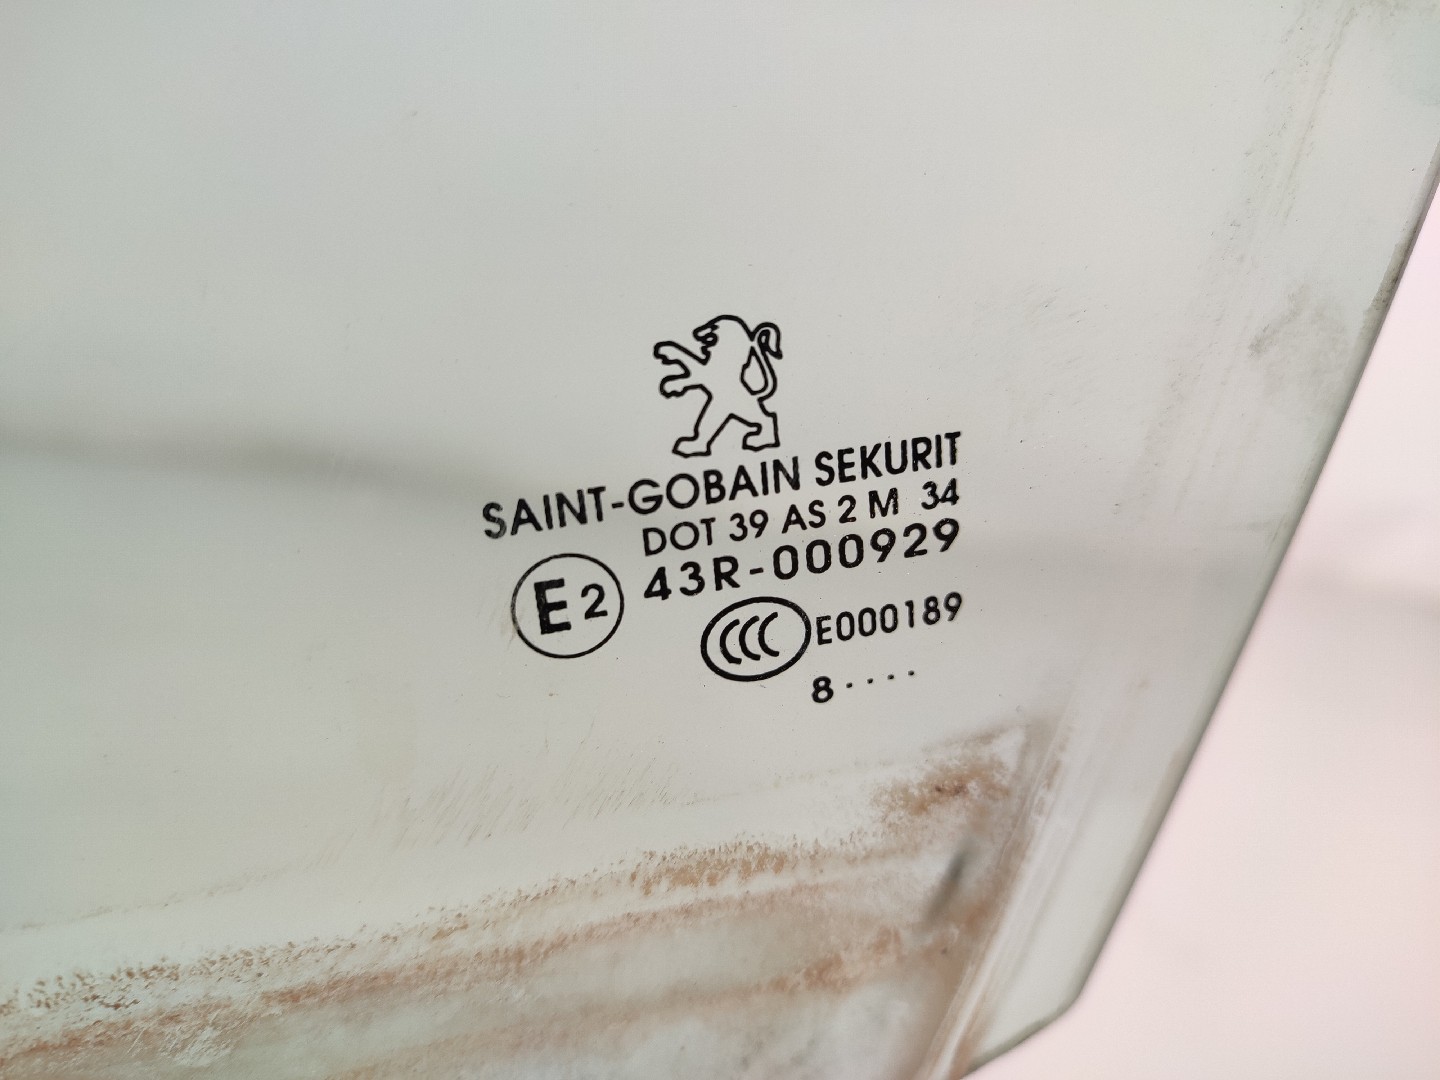 SAINT-GOBAIN SEKURIT
DOT 39 AS 2 M 34
E2 43R-000929
CCC E000189
8 . . . .